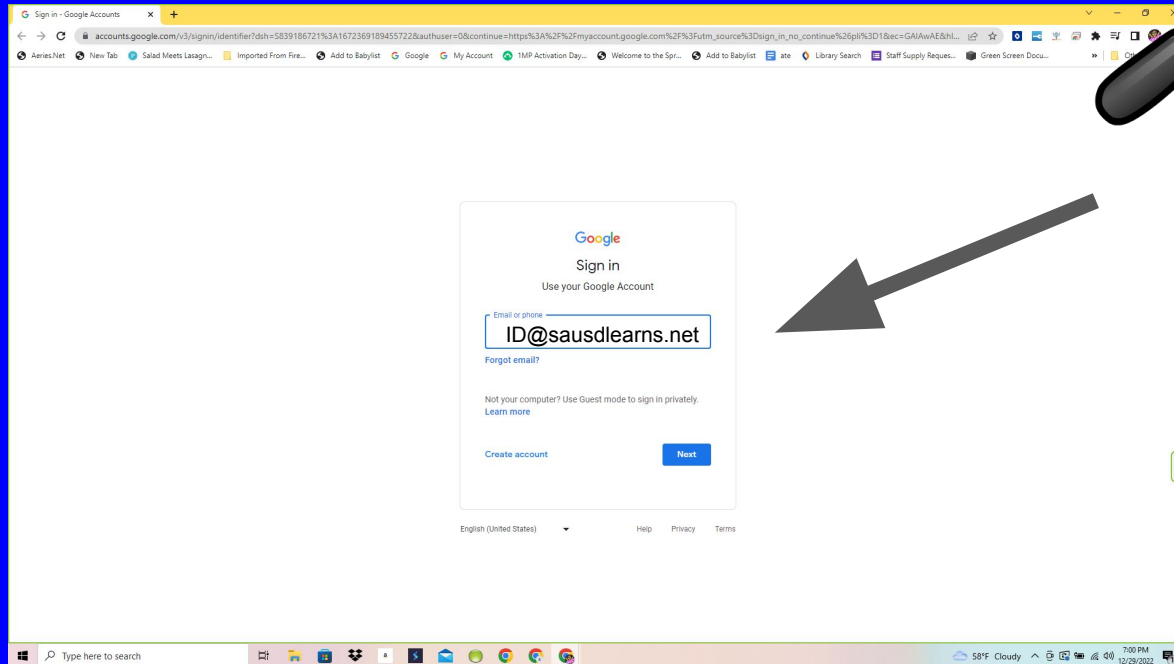 Sign in - Google Accounts
accounts.google.com/v3/signin/identifier?dsh=S839186721%3A1672369189455722&authuser=0&continue=https%3A%2F%2Fmyaccount.google.com%2F%3Futm_source%3Dsign_in_no_continue%26pli%3D1&ec=GAlAwAE&hl...
Aeries.Net New Tab Salad Meets Lasagn... Imported From Fire... Add to Babylist Google My Account 1MP Activation Day... Welcome to the Spr... Add to Babylist ate Library Search Staff Supply Reques... Green Screen Docu... »
Google
Sign in
Use your Google Account
Email or phone
ID@sausdlearns.net
Forgot email?
Not your computer? Use Guest mode to sign in privately.
Learn more
Create account
Next
English (United States) Help Privacy Terms
Type here to search
58°F Cloudy
7:00 PM
12/29/2022